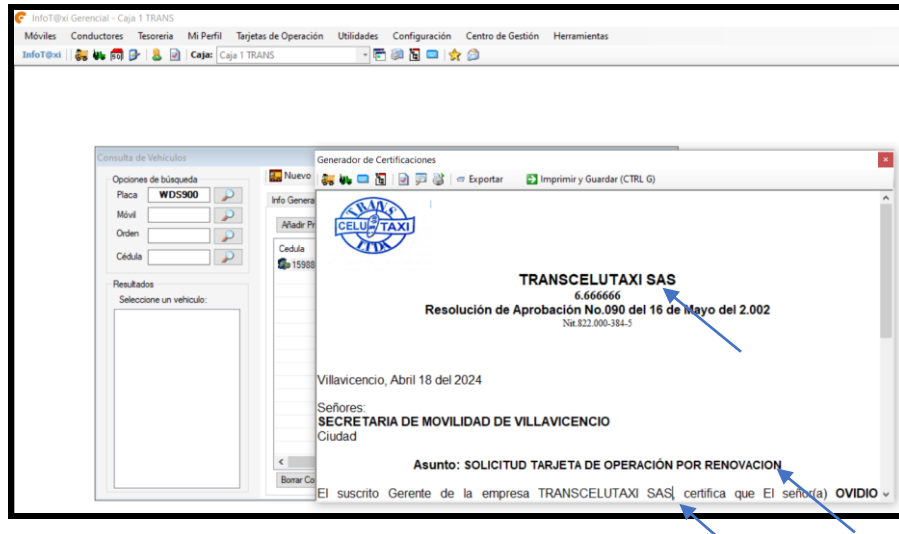 InfoT@xi Gerencial - Caja 1 TRANS
Móviles Conductores Tesoreria Mi Perfil Tarjetas de Operación Utilidades Configuración Centro de Gestión Herramientas
InfoT@xi Caja: Caja 1 TRANS
Consulta de Vehiculos
Opciones de búsqueda
Placa WDS900
Móvil
Orden
Cédula
Resultados
Seleccione un vehiculo:
Nuevo
Info Genera
Añadir Pr
Cedula
15988
Borrar Co
Generador de Certificaciones
Exportar Imprimir y Guardar (CTRL G)
TRANS
CELU TAXI
LTDA
TRANSCELUTAXI SAS
6.666666
Resolución de Aprobación No.090 del 16 de Mayo del 2.002
Nit.822.000-384-5
Villavicencio, Abril 18 del 2024
Señores:
SECRETARIA DE MOVILIDAD DE VILLAVICENCIO
Ciudad
Asunto: SOLICITUD TARJETA DE OPERACIÓN POR RENOVACION
El suscrito Gerente de la empresa TRANSCELUTAXI SAS, certifica que El señor(a) OVIDIO